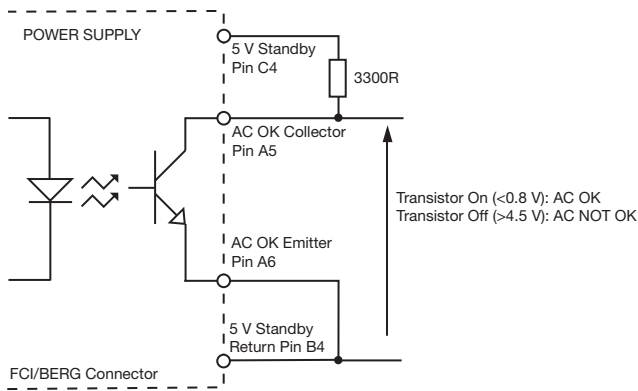 POWER SUPPLY
5 V Standby
Pin C4
3300R
AC OK Collector
Pin A5
Transistor On (<0.8 V): AC OK
Transistor Off (>4.5 V): AC NOT OK
AC OK Emitter
Pin A6
5 V Standby
Return Pin B4
FCI/BERG Connector